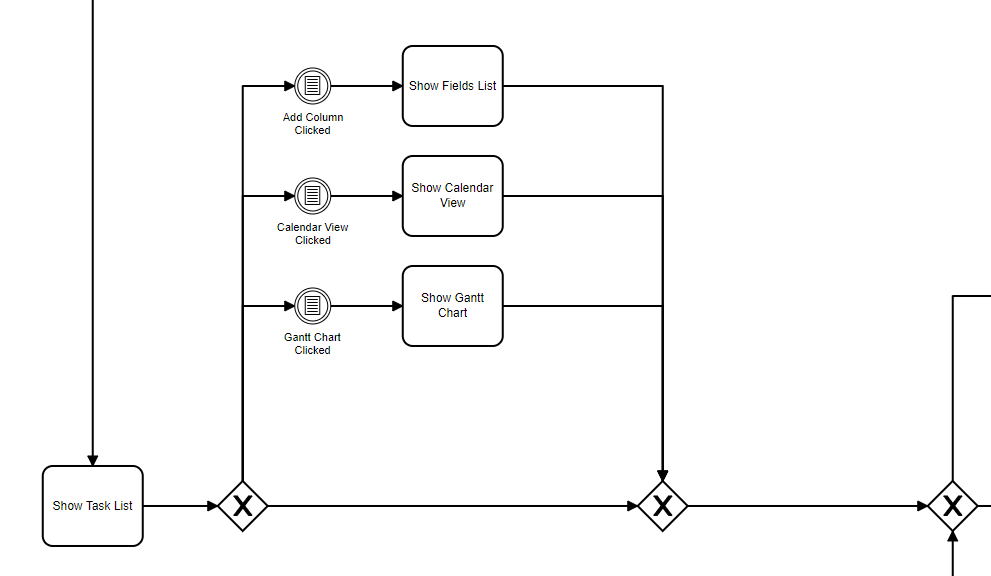 Show Fields List
Add Column
Clicked
Show Calendar
View
Calendar View
Clicked
Show Gantt
Chart
Gantt Chart
Clicked
Show Task List